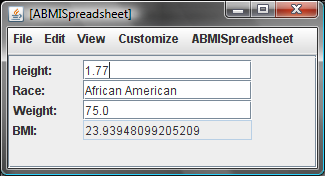 [ABMISpreadsheet]
File Edit View Customize ABMISpreadsheet
Height: 1.77
Race: African American
Weight: 75.0
BMI: 23.93948099205209